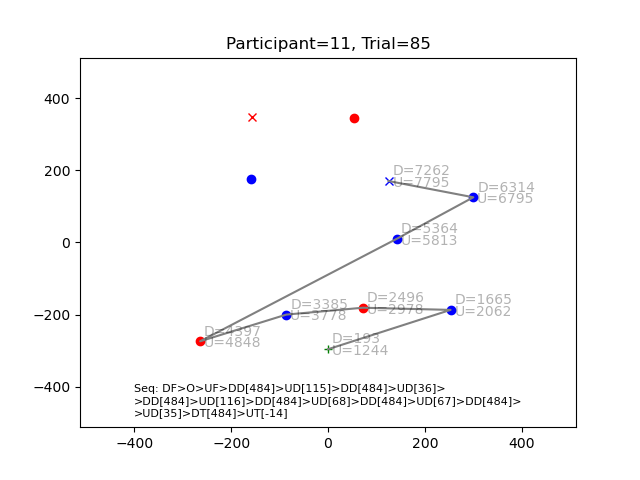 Participant=11, Trial=85
400
200
0
−200
−400
D=7262
U=7795
D=6314
U=6795
D=5364
U=5813
D=1665
U=2062
D=2496
U=2978
D=3385
U=3778
D=4397
U=4848
D=193
U=1244
Seq: DF>O>UF>DD[484]>UD[115]>DD[484]>UD[36]>
>DD[484]>UD[116]>DD[484]>UD[68]>DD[484]>UD[67]>DD[484]>
>UD[35]>DT[484]>UT[-14]
−400 −200 0 200 400